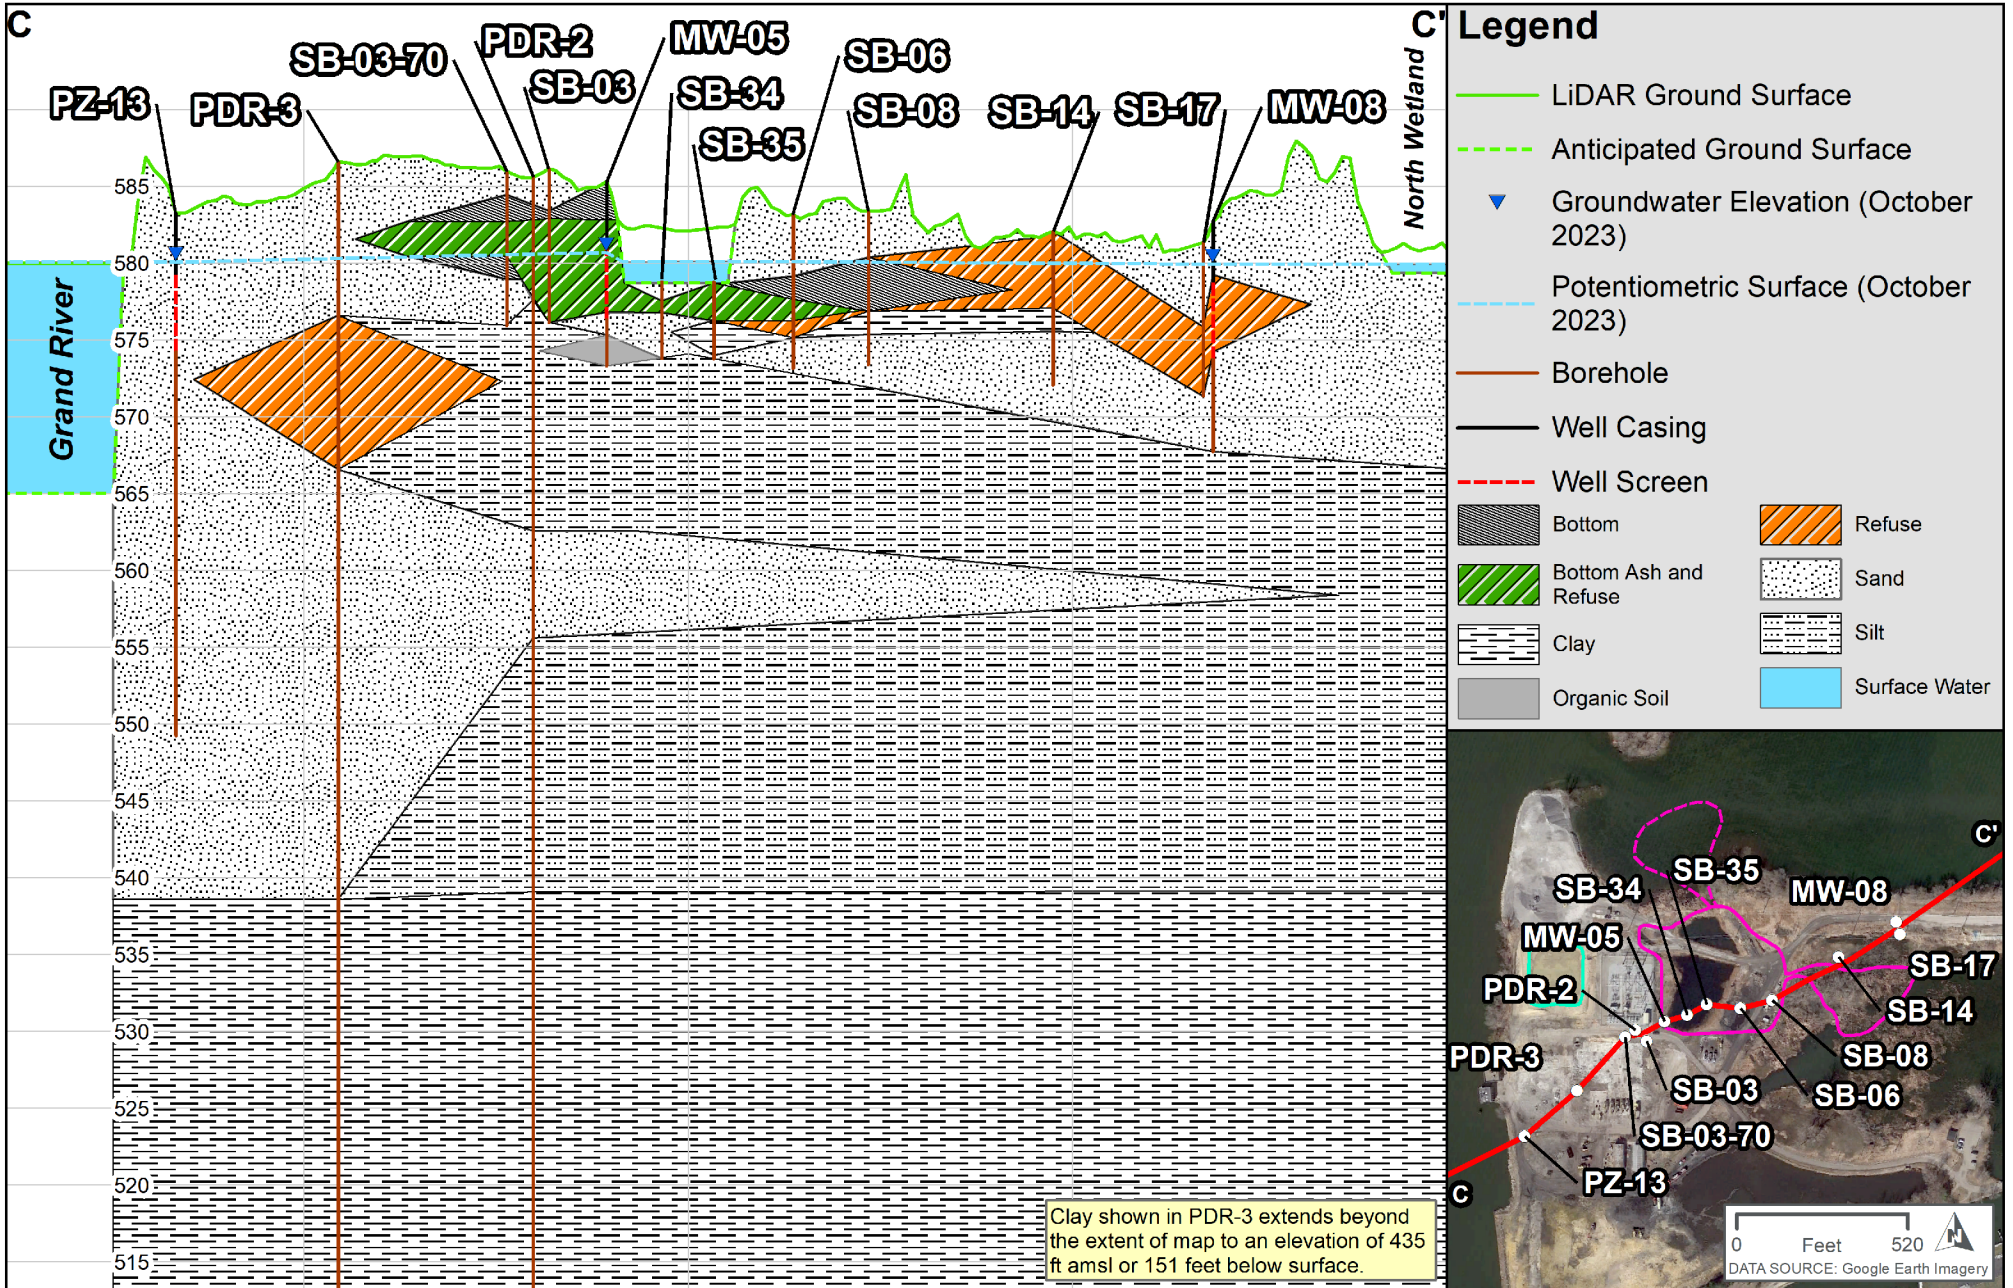 C
C'
PZ-13
PDR-3
SB-03-70
PDR-2
SB-03
MW-05
SB-34
SB-35
SB-06
SB-08
SB-14
SB-17
MW-08
North Wetland
Grand River
585
580
575
570
565
560
555
550
545
540
535
530
525
520
515
Clay shown in PDR-3 extends beyond
the extent of map to an elevation of 435
ft amsl or 151 feet below surface.
Legend
LiDAR Ground Surface
Anticipated Ground Surface
Groundwater Elevation (October
2023)
Potentiometric Surface (October
2023)
Borehole
Well Casing
Well Screen
Bottom
Refuse
Bottom Ash and
Refuse
Sand
Clay
Silt
Organic Soil
Surface Water
C'
SB-35
SB-34
MW-08
MW-05
SB-17
PDR-2
SB-14
PDR-3
SB-08
SB-03
SB-06
SB-03-70
PZ-13
C
0 Feet 520
N
DATA SOURCE: Google Earth Imagery